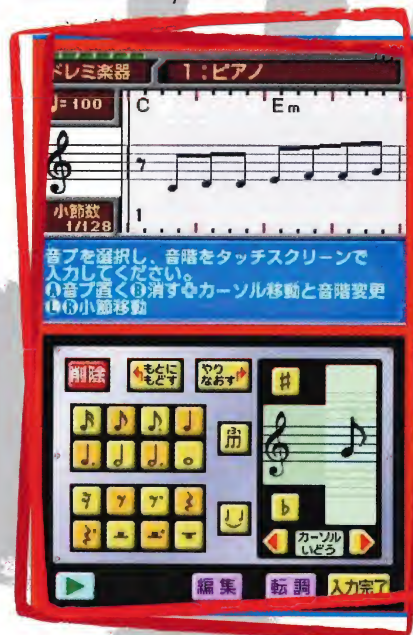 ドレミ楽器
1:ピアノ
♩=100
C
Em
小節数
1/128
1
音プを選択し、音階をタッチスクリーンで
入力してください。
Ⓐ音プ置くⒷ消す✚カーソル移動と音階変更
ⓁⓇ小節移動
削除
もとに
もどす
やり
なおす
♯
♭
カーソル
いどう
編集
転調
入力完了